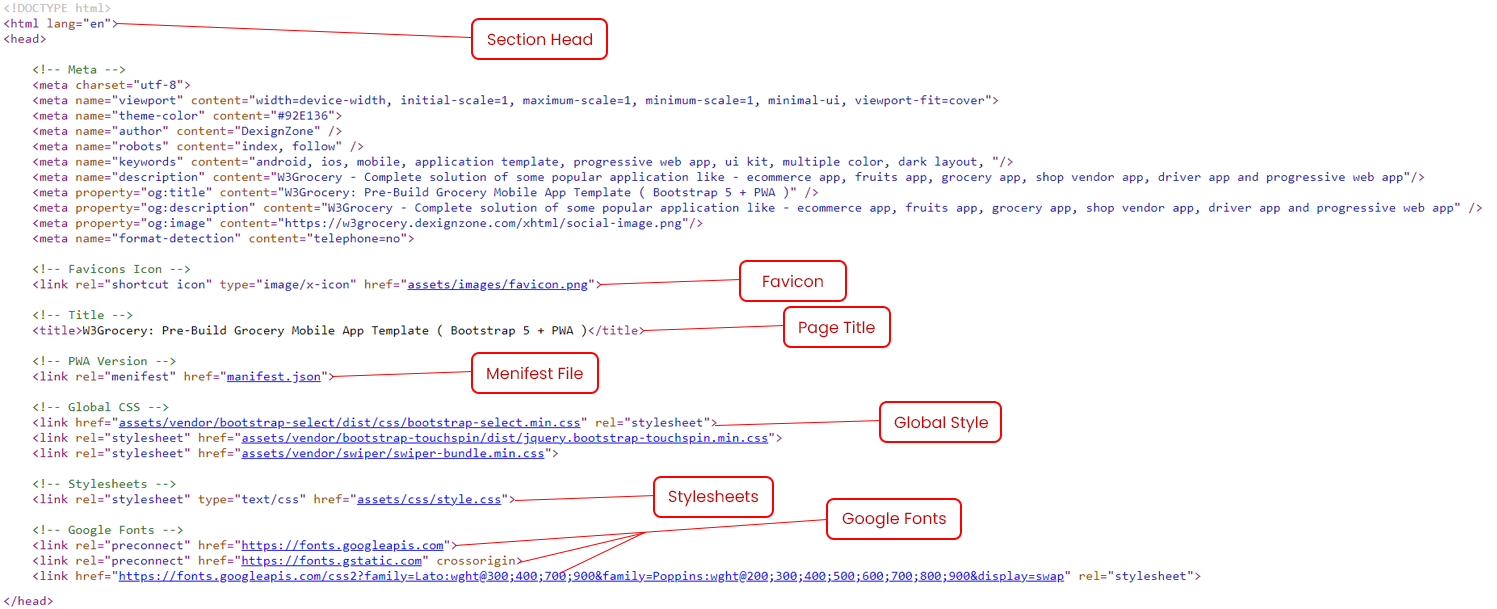 <!DOCTYPE html>
<html lang="en">
Section Head
<head>
<!-- Meta -->
<meta charset="utf-8">
<meta name="viewport" content="width=device-width, initial-scale=1, maximum-scale=1, minimum-scale=1, minimal-ui, viewport-fit=cover">
<meta name="theme-color" content="#92E136">
<meta name="author" content="DexignZone" />
<meta name="robots" content="index, follow" />
<meta name="keywords" content="android, ios, mobile, application template, progressive web app, ui kit, multiple color, dark layout, "/>
<meta name="description" content="W3Grocery - Complete solution of some popular application like - ecommerce app, fruits app, grocery app, shop vendor app, driver app and progressive web app"/>
<meta property="og:title" content="W3Grocery: Pre-Build Grocery Mobile App Template ( Bootstrap 5 + PWA )" />
<meta property="og:description" content="W3Grocery - Complete solution of some popular application like - ecommerce app, fruits app, grocery app, shop vendor app, driver app and progressive web app" />
<meta property="og:image" content="https://w3grocery.dexignzone.com/xhtml/social-image.png"/>
<meta name="format-detection" content="telephone=no">
<!-- Favicons Icon -->
<link rel="shortcut icon" type="image/x-icon" href="assets/images/favicon.png">
Favicon
<!-- Title -->
<title>W3Grocery: Pre-Build Grocery Mobile App Template ( Bootstrap 5 + PWA )</title>
Page Title
<!-- PWA Version -->
<link rel="menifest" href="manifest.json">
Menifest File
<!-- Global CSS -->
<link href="assets/vendor/bootstrap-select/dist/css/bootstrap-select.min.css" rel="stylesheet">
Global Style
<link rel="stylesheet" href="assets/vendor/bootstrap-touchspin/dist/jquery.bootstrap-touchspin.min.css">
<link rel="stylesheet" href="assets/vendor/swiper/swiper-bundle.min.css">
<!-- Stylesheets -->
<link rel="stylesheet" type="text/css" href="assets/css/style.css">
Stylesheets
<!-- Google Fonts -->
Google Fonts
<link rel="preconnect" href="https://fonts.googleapis.com">
<link rel="preconnect" href="https://fonts.gstatic.com" crossorigin>
<link href="https://fonts.googleapis.com/css2?family=Lato:wght@300;400;700;900&family=Poppins:wght@200;300;400;500;600;700;800;900&display=swap" rel="stylesheet">
</head>